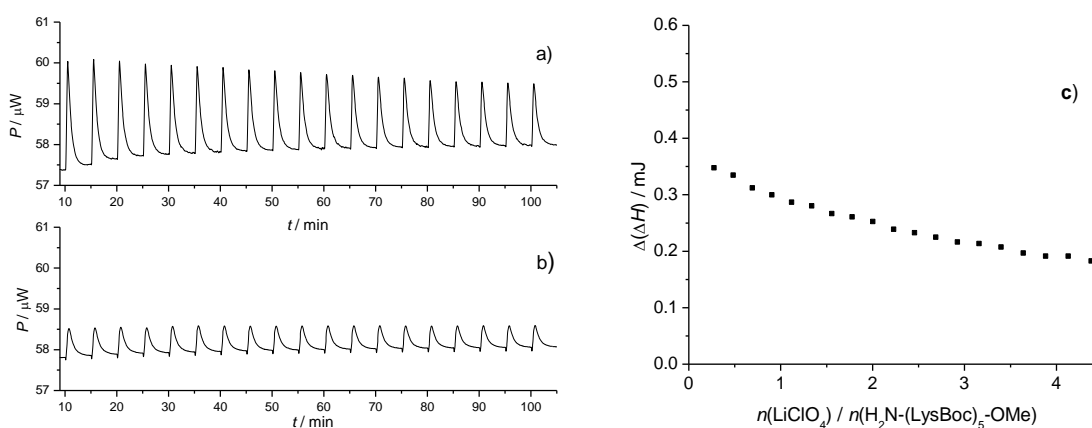 a)
61
60
59
58
57
P / μW
10 20 30 40 50 60 70 80 90 100
t / min
b)
61
60
59
58
57
P / μW
10 20 30 40 50 60 70 80 90 100
t / min
c)
0.6
0.5
0.4
0.3
0.2
0.1
0.0
Δ(ΔH) / mJ
0 1 2 3 4
n(LiClO₄) / n(H₂N-(LysBoc)₅-OMe)